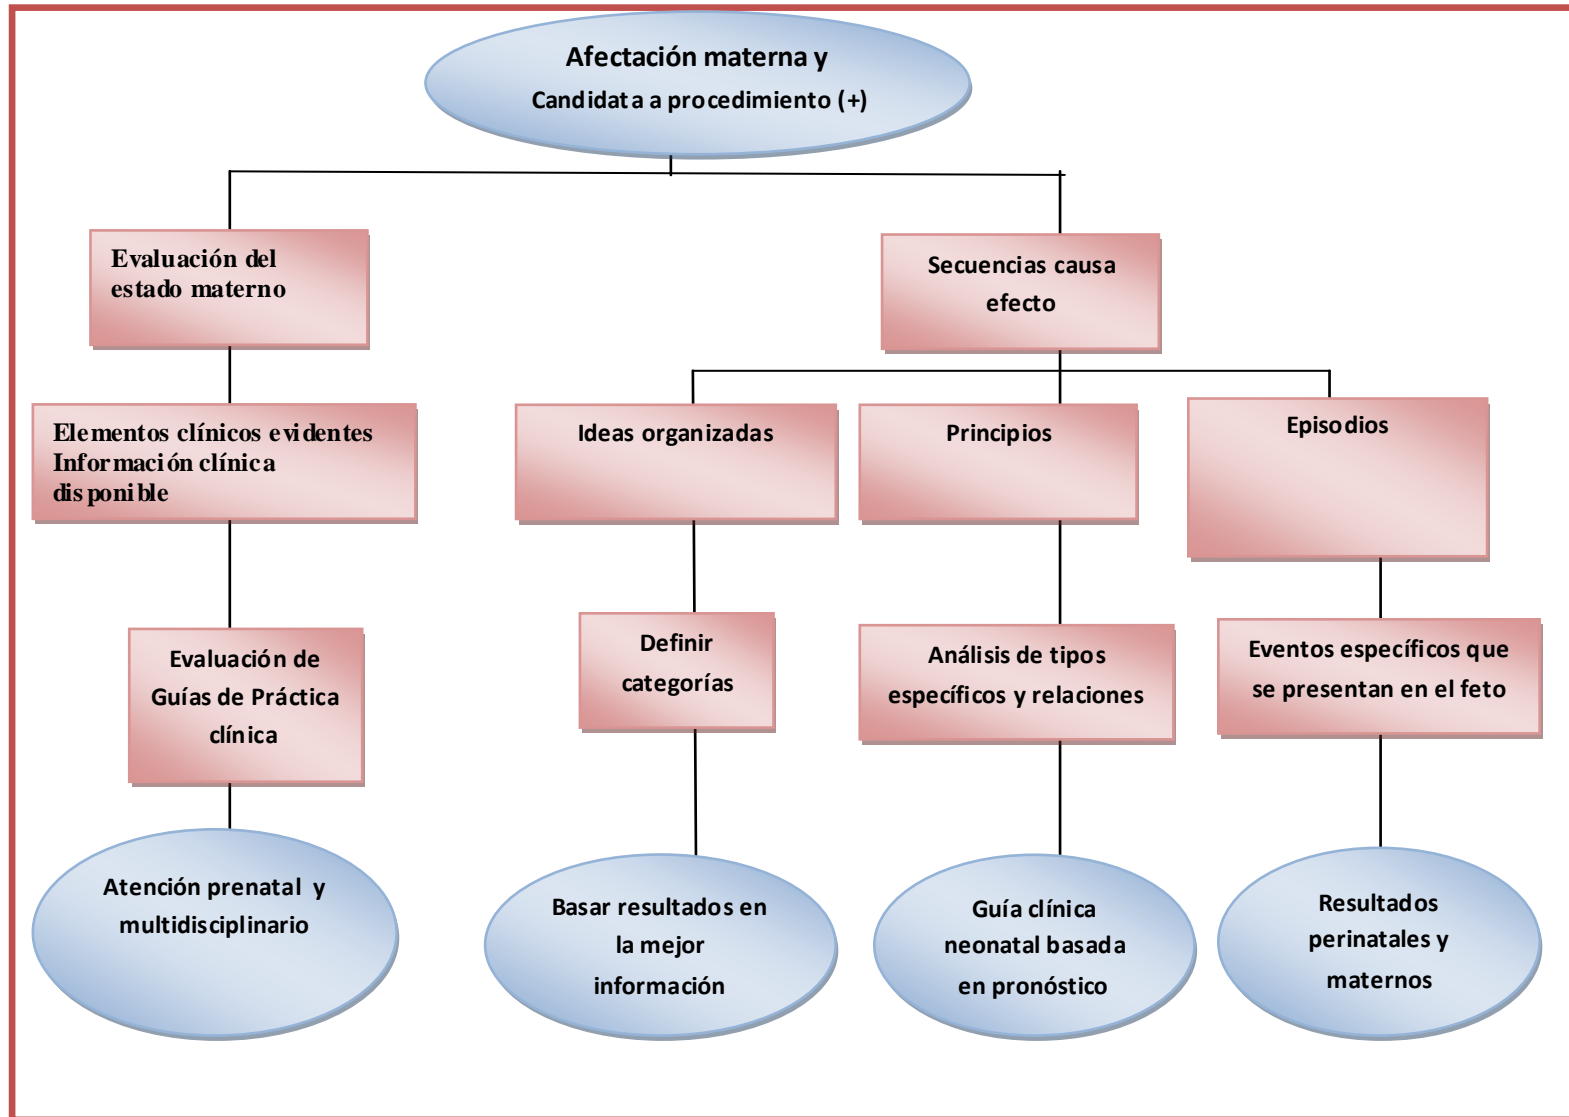 Afectación materna y
Candidata a procedimiento (+)
Evaluación del
estado materno
Secuencias causa
efecto
Elementos clínicos evidentes
Información clínica
disponible
Ideas organizadas
Principios
Episodios
Evaluación de
Guías de Práctica
clínica
Definir
categorías
Análisis de tipos
específicos y relaciones
Eventos específicos que
se presentan en el feto
Atención prenatal y
multidisciplinario
Basar resultados en
la mejor
información
Guía clínica
neonatal basada
en pronóstico
Resultados
perinatales y
maternos